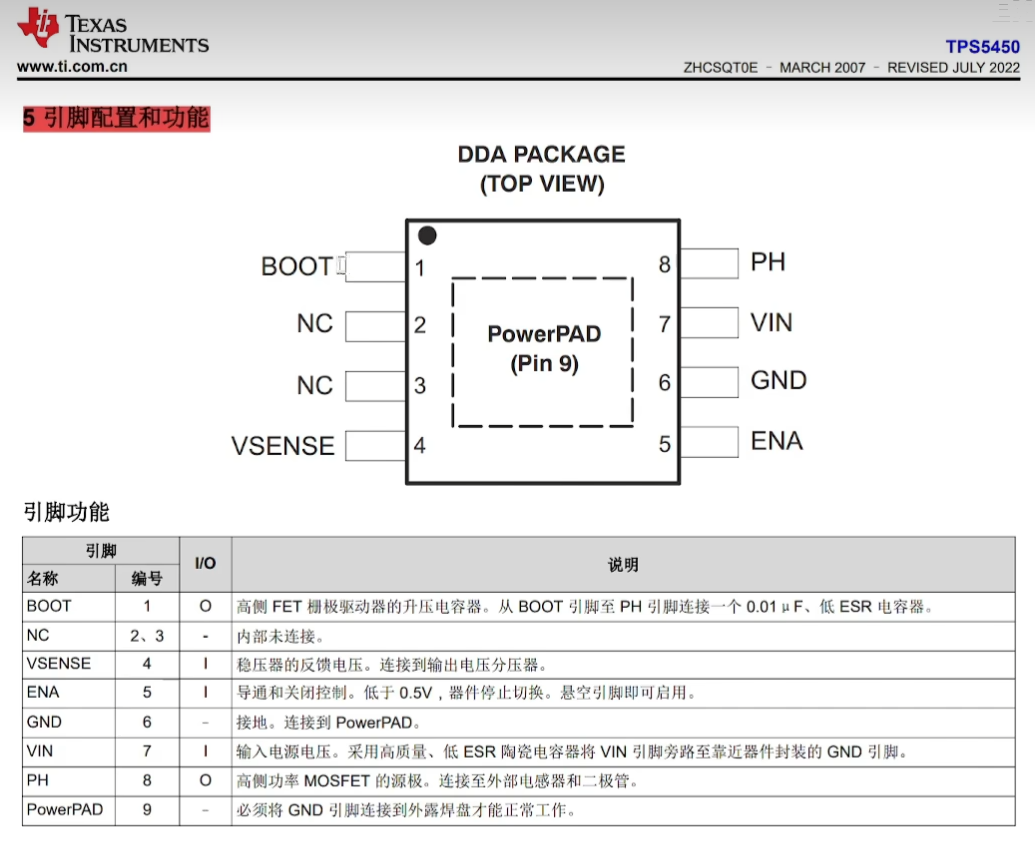 TEXAS
INSTRUMENTS
www.ti.com.cn
TPS5450
ZHCSQT0E – MARCH 2007 – REVISED JULY 2022
5 引脚配置和功能
DDA PACKAGE
(TOP VIEW)
BOOT 1 8 PH
NC 2 7 VIN
PowerPAD
(Pin 9)
NC 3 6 GND
VSENSE 4 5 ENA
引脚功能
引脚 I/O 说明
名称 编号
BOOT 1 O 高侧 FET 栅极驱动器的升压电容器。从 BOOT 引脚至 PH 引脚连接一个 0.01 μF、低 ESR 电容器。
NC 2、3 - 内部未连接。
VSENSE 4 I 稳压器的反馈电压。连接到输出电压分压器。
ENA 5 I 导通和关闭控制。低于 0.5V，器件停止切换。悬空引脚即可启用。
GND 6 – 接地。连接到 PowerPAD。
VIN 7 I 输入电源电压。采用高质量、低 ESR 陶瓷电容器将 VIN 引脚旁路至靠近器件封装的 GND 引脚。
PH 8 O 高侧功率 MOSFET 的源极。连接至外部电感器和二极管。
PowerPAD 9 – 必须将 GND 引脚连接到外露焊盘才能正常工作。